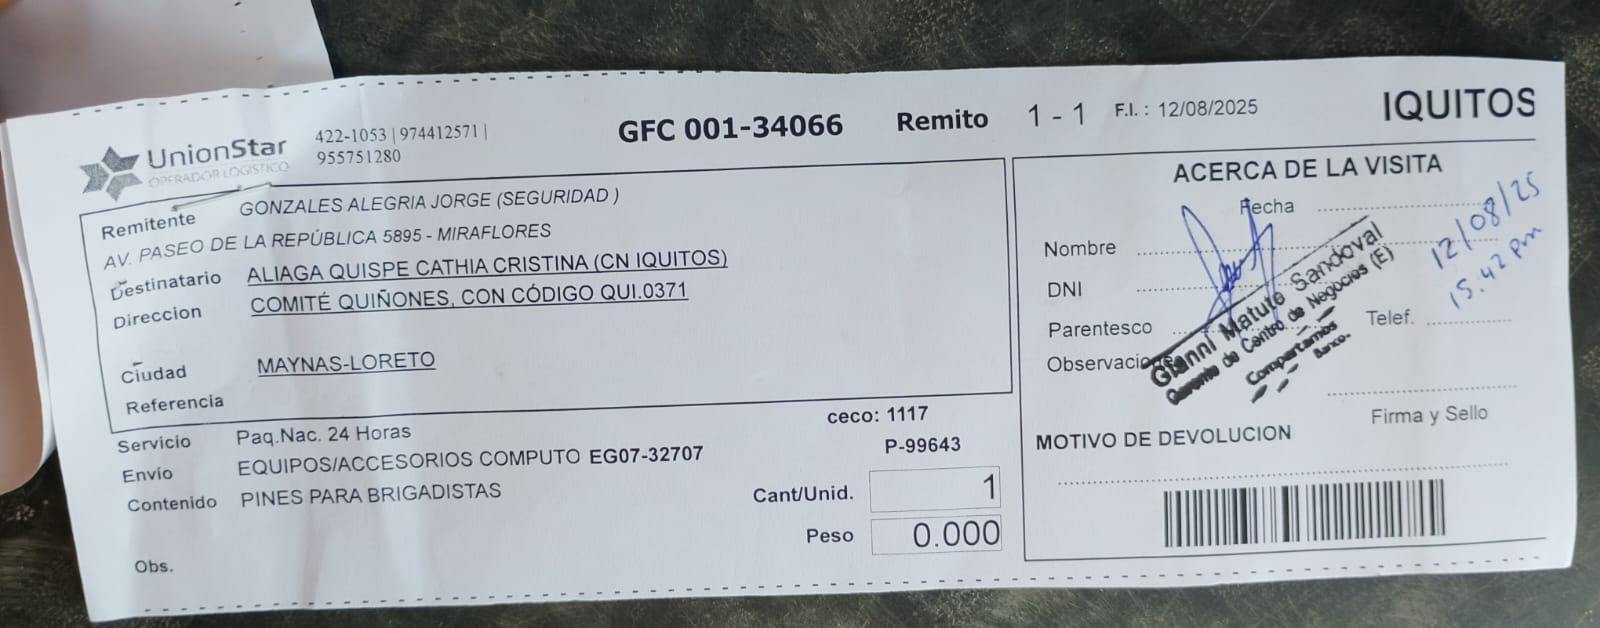 UnionStar
OPERADOR LOGISTICO
422-1053 | 974412571 |
955751280
GFC 001-34066
Remito 1 - 1
F.I. : 12/08/2025
IQUITOS
Remitente GONZALES ALEGRIA JORGE (SEGURIDAD )
AV. PASEO DE LA REPÚBLICA 5895 - MIRAFLORES
Destinatario ALIAGA QUISPE CATHIA CRISTINA (CN IQUITOS)
Direccion COMITÉ QUIÑONES, CON CÓDIGO QUI.0371
Ciudad MAYNAS-LORETO
Referencia
Servicio Paq.Nac. 24 Horas
Envío EQUIPOS/ACCESORIOS COMPUTO EG07-32707
Contenido PINES PARA BRIGADISTAS
Obs.
ceco: 1117
P-99643
Cant/Unid. 1
Peso 0.000
ACERCA DE LA VISITA
Fecha
12/08/25
15:42 pm
Nombre
DNI
Parentesco
Telef.
Observaciones
Gianni Matute Sandoval
Gerente de Centro de Negocios (E)
Compartamos
Banco.
Firma y Sello
MOTIVO DE DEVOLUCION